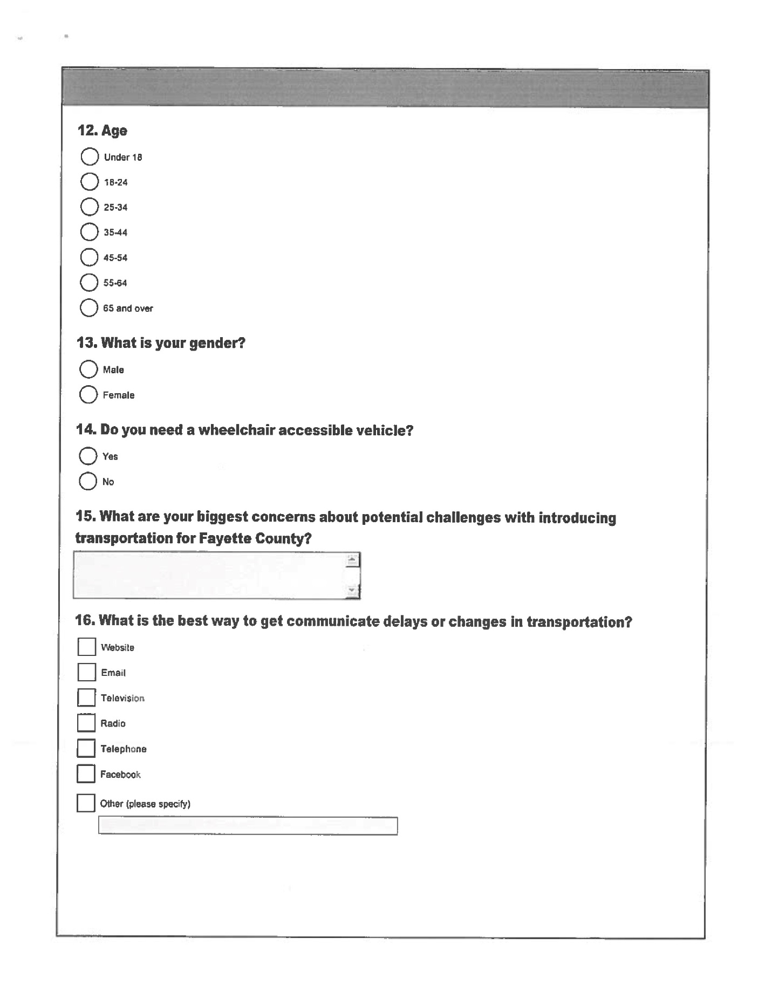 12. Age
Under 18
18-24
25-34
35-44
45-54
55-64
65 and over
13. What is your gender?
Male
Female
14. Do you need a wheelchair accessible vehicle?
Yes
No
15. What are your biggest concerns about potential challenges with introducing
transportation for Fayette County?
16. What is the best way to get communicate delays or changes in transportation?
Website
Email
Television
Radio
Telephone
Facebook
Other (please specify)